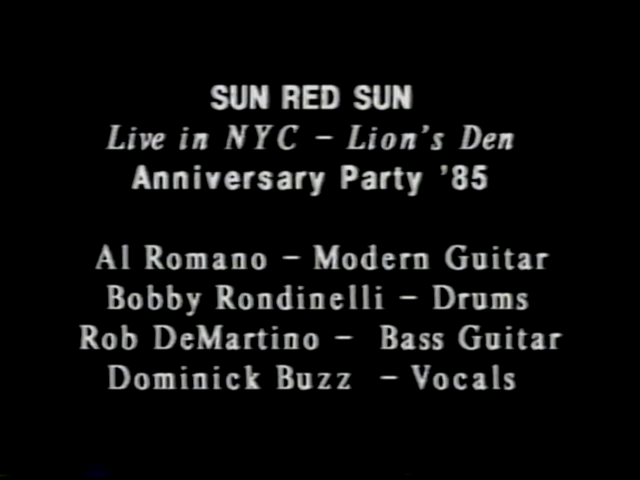 SUN RED SUN
Live in NYC – Lion's Den
Anniversary Party '85
Al Romano – Modern Guitar
Bobby Rondinelli – Drums
Rob DeMartino – Bass Guitar
Dominick Buzz – Vocals